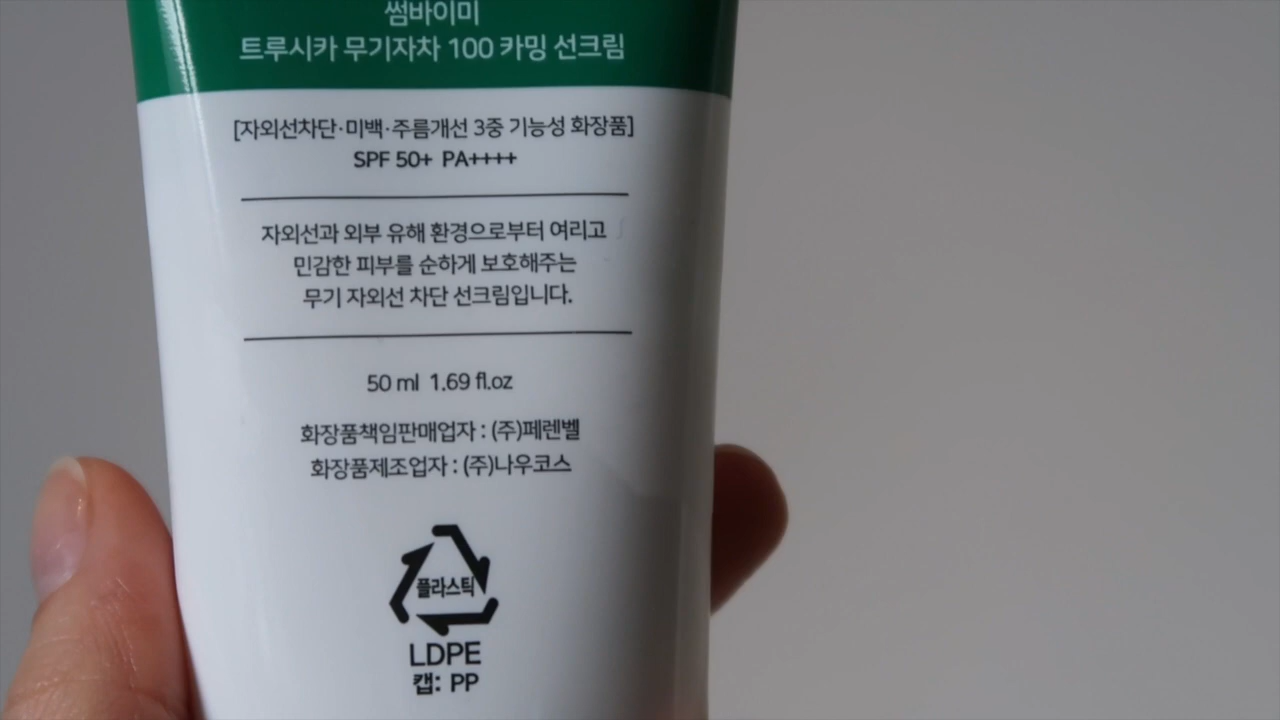 썸바이미
트루시카 무기자차 100 카밍 선크림
[자외선차단·미백·주름개선 3중 기능성 화장품]
SPF 50+ PA++++
자외선과 외부 유해 환경으로부터 여리고
민감한 피부를 순하게 보호해주는
무기 자외선 차단 선크림입니다.
50 ml 1.69 fl.oz
화장품책임판매업자 : (주)페렌벨
화장품제조업자 : (주)나우코스
플라스틱
LDPE
캡: PP